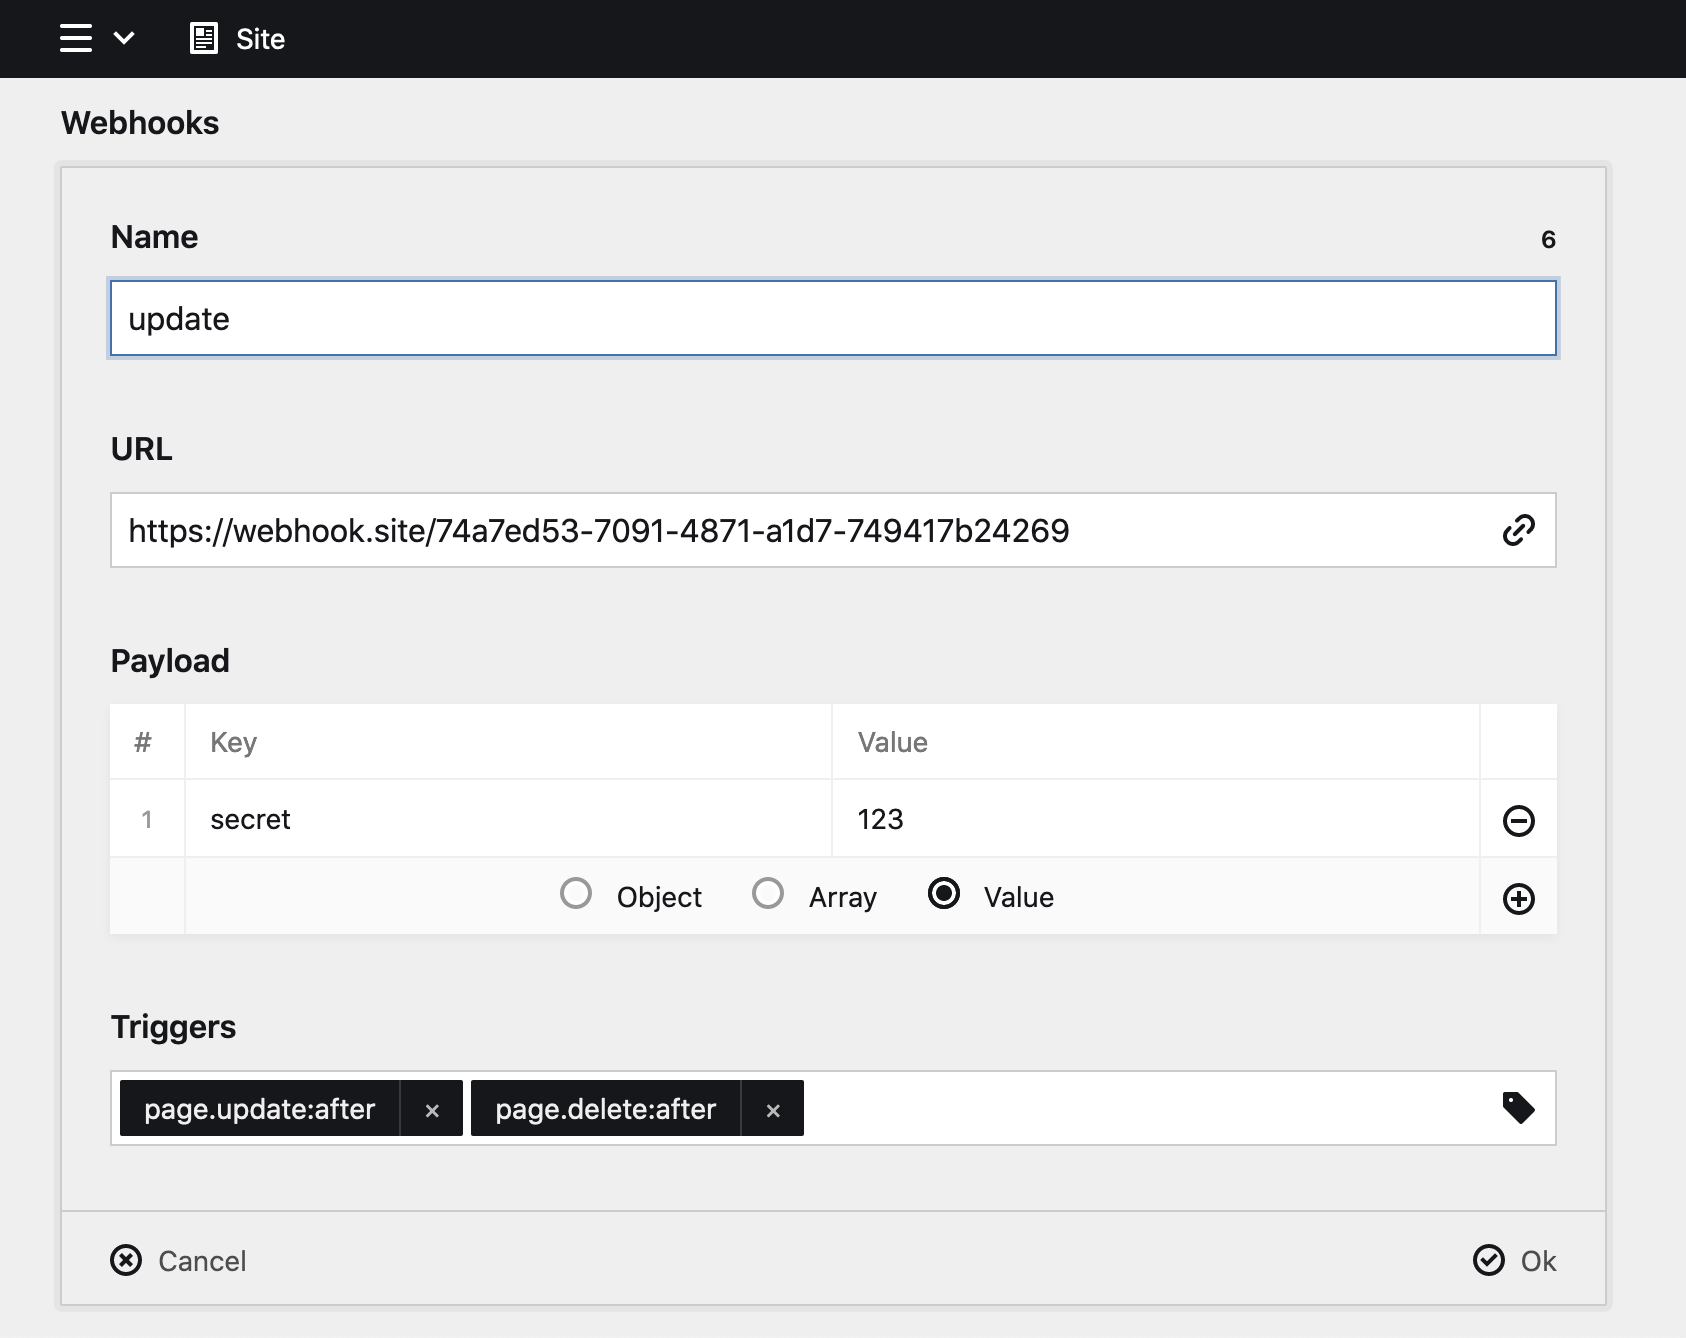 Site
Webhooks
Name 6
update
URL
https://webhook.site/74a7ed53-7091-4871-a1d7-749417b24269
Payload
# Key Value
1 secret 123
Object Array Value
Triggers
page.update:after × page.delete:after ×
Cancel Ok